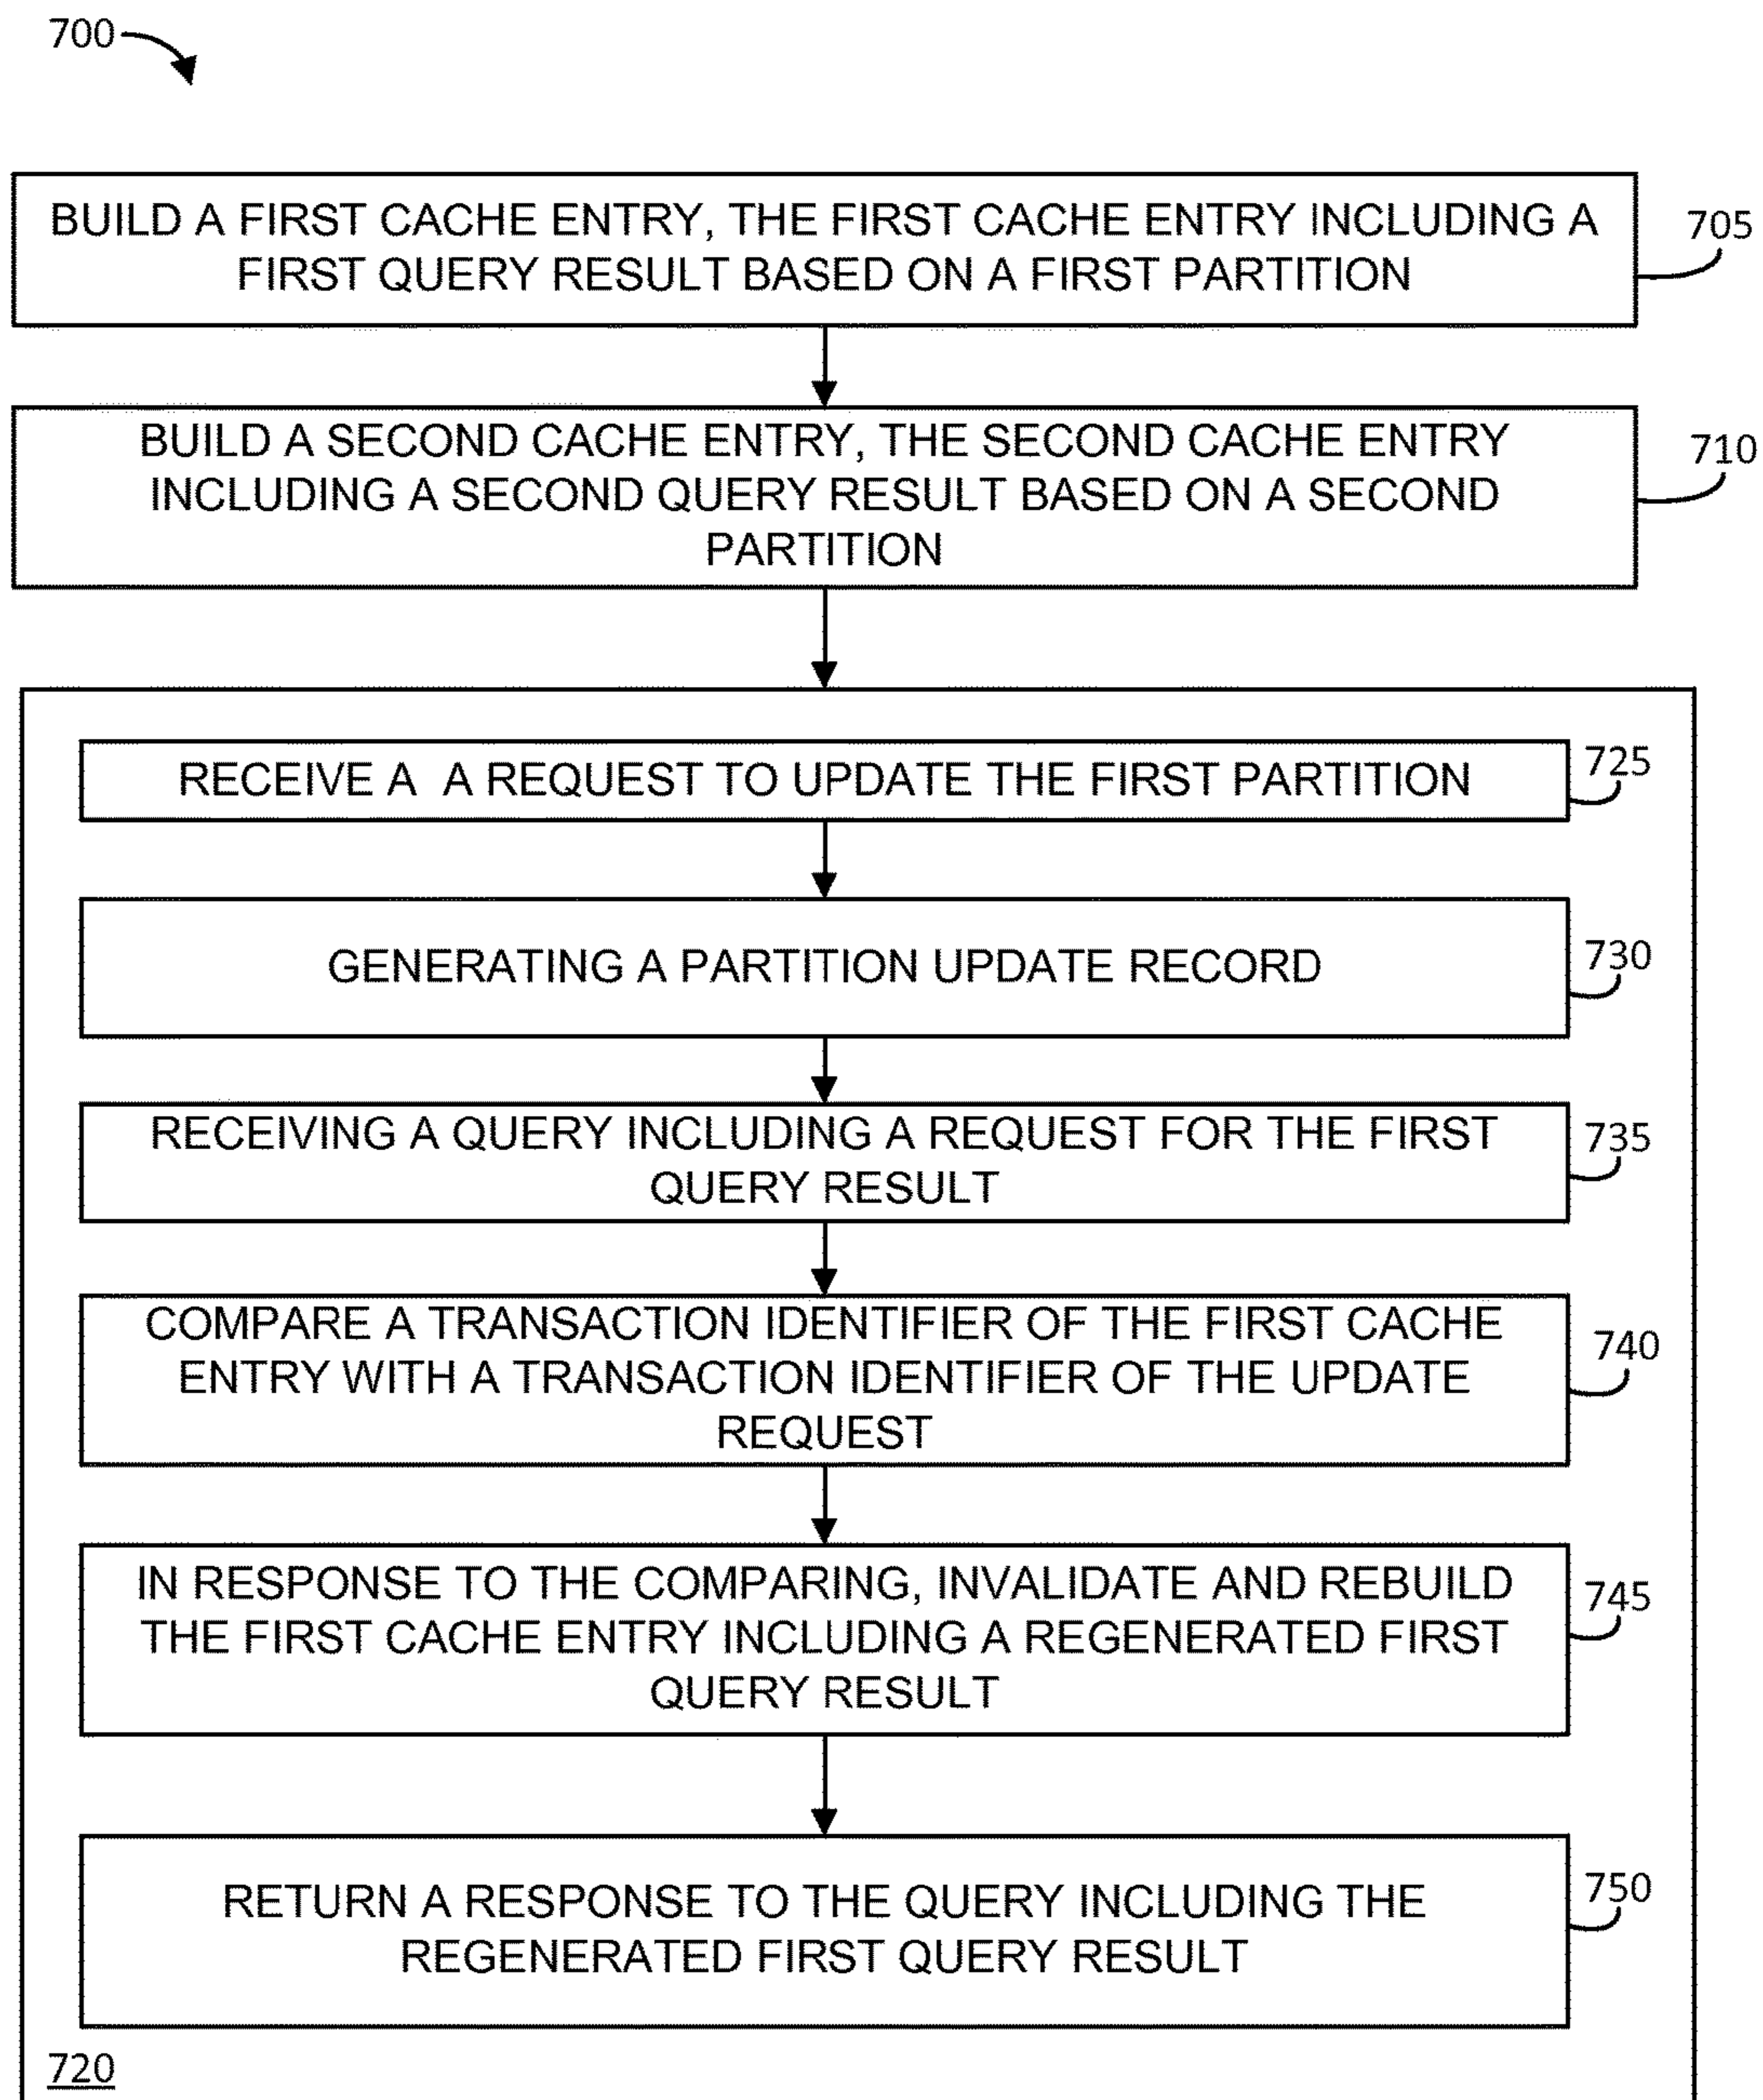 700
BUILD A FIRST CACHE ENTRY, THE FIRST CACHE ENTRY INCLUDING A
FIRST QUERY RESULT BASED ON A FIRST PARTITION
705
BUILD A SECOND CACHE ENTRY, THE SECOND CACHE ENTRY
INCLUDING A SECOND QUERY RESULT BASED ON A SECOND
PARTITION
710
RECEIVE A  A REQUEST TO UPDATE THE FIRST PARTITION
725
GENERATING A PARTITION UPDATE RECORD
730
RECEIVING A QUERY INCLUDING A REQUEST FOR THE FIRST
QUERY RESULT
735
COMPARE A TRANSACTION IDENTIFIER OF THE FIRST CACHE
ENTRY WITH A TRANSACTION IDENTIFIER OF THE UPDATE
REQUEST
740
IN RESPONSE TO THE COMPARING, INVALIDATE AND REBUILD
THE FIRST CACHE ENTRY INCLUDING A REGENERATED FIRST
QUERY RESULT
745
RETURN A RESPONSE TO THE QUERY INCLUDING THE
REGENERATED FIRST QUERY RESULT
750
720